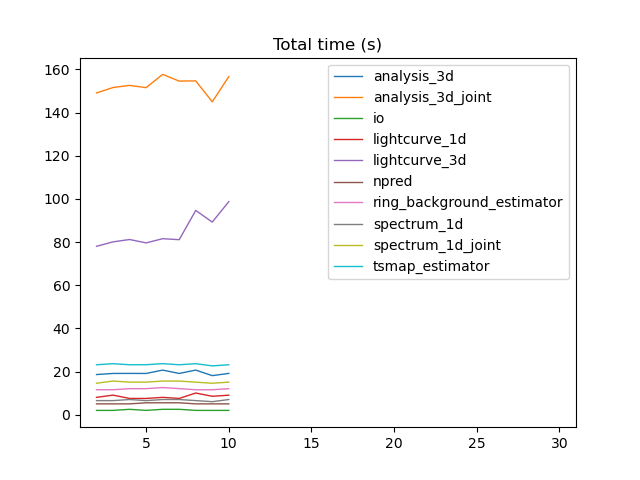 Total time (s)
160
140
120
100
80
60
40
20
0
5 10 15 20 25 30
analysis_3d
analysis_3d_joint
io
lightcurve_1d
lightcurve_3d
npred
ring_background_estimator
spectrum_1d
spectrum_1d_joint
tsmap_estimator